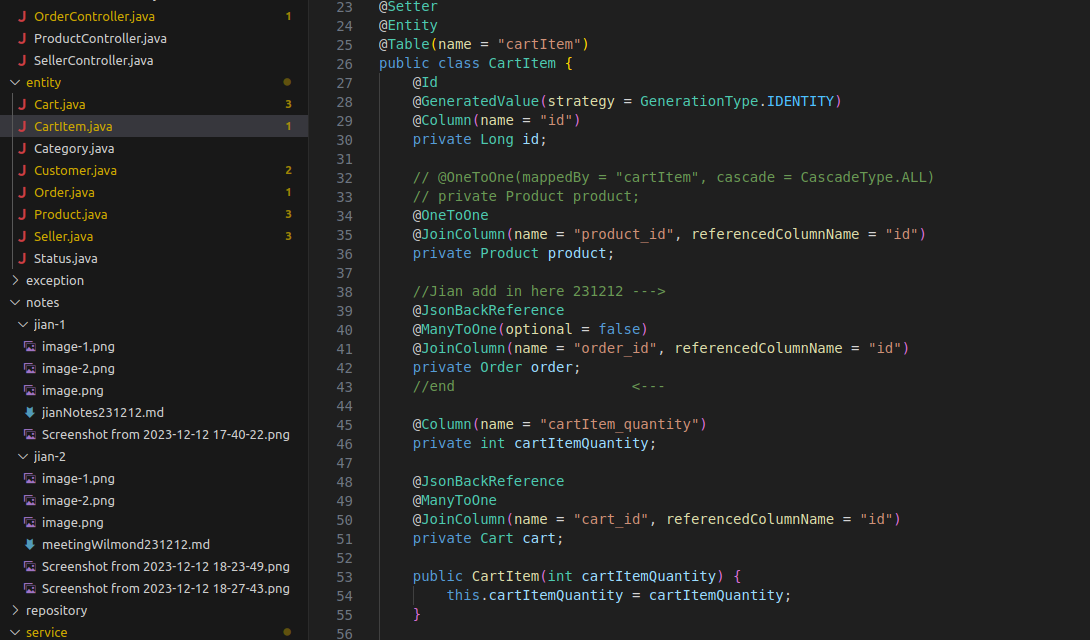 OrderController.java 1
ProductController.java
SellerController.java
entity
Cart.java 3
CartItem.java 1
Category.java
Customer.java 2
Order.java 1
Product.java 3
Seller.java 3
Status.java
exception
notes
jian-1
image-1.png
image-2.png
image.png
jianNotes231212.md
Screenshot from 2023-12-12 17-40-22.png
jian-2
image-1.png
image-2.png
image.png
meetingWilmond231212.md
Screenshot from 2023-12-12 18-23-49.png
Screenshot from 2023-12-12 18-27-43.png
repository
service
23 @Setter
24 @Entity
25 @Table(name = "cartItem")
26 public class CartItem {
27 @Id
28 @GeneratedValue(strategy = GenerationType.IDENTITY)
29 @Column(name = "id")
30 private Long id;
31
32 // @OneToOne(mappedBy = "cartItem", cascade = CascadeType.ALL)
33 // private Product product;
34 @OneToOne
35 @JoinColumn(name = "product_id", referencedColumnName = "id")
36 private Product product;
37
38 //Jian add in here 231212 --->
39 @JsonBackReference
40 @ManyToOne(optional = false)
41 @JoinColumn(name = "order_id", referencedColumnName = "id")
42 private Order order;
43 //end <---
44
45 @Column(name = "cartItem_quantity")
46 private int cartItemQuantity;
47
48 @JsonBackReference
49 @ManyToOne
50 @JoinColumn(name = "cart_id", referencedColumnName = "id")
51 private Cart cart;
52
53 public CartItem(int cartItemQuantity) {
54 this.cartItemQuantity = cartItemQuantity;
55 }
56